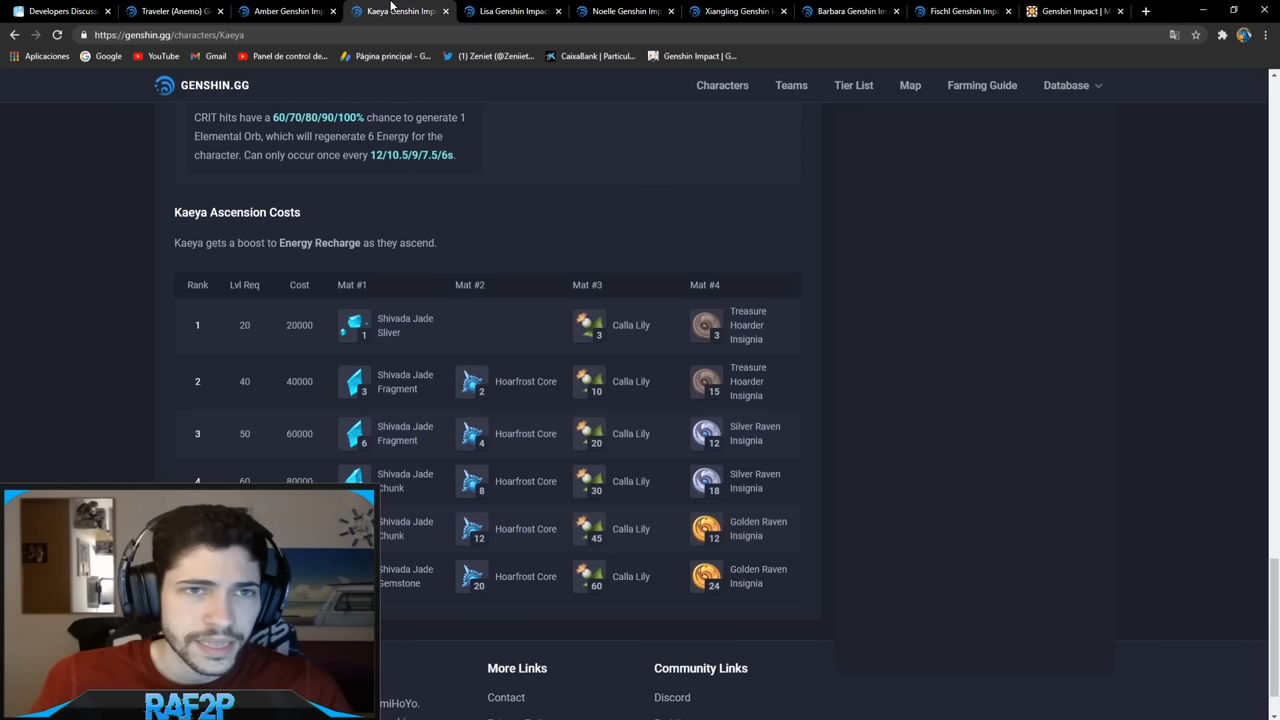 Developers Discuss
Traveler (Anemo) G
Amber Genshin Im
Kaeya Genshin Imp
Lisa Genshin Impact
Noelle Genshin Im
Xiangling Genshin
Barbara Genshin Im
Fischl Genshin Imp
Genshin Impact | M
https://genshin.gg/characters/Kaeya
Aplicaciones
Google
YouTube
Gmail
Panel de control de...
Página principal - G...
(1) Zeniet (@Zeniiet...
CaixaBank | Particul...
Genshin Impact | G...
GENSHIN.GG
Characters
Teams
Tier List
Map
Farming Guide
Database
CRIT hits have a 60/70/80/90/100% chance to generate 1
Elemental Orb, which will regenerate 6 Energy for the
character. Can only occur once every 12/10.5/9/7.5/6s.
Kaeya Ascension Costs
Kaeya gets a boost to Energy Recharge as they ascend.
Rank Lvl Req Cost Mat #1 Mat #2 Mat #3 Mat #4
1 20 20000
1 Shivada Jade
Sliver
3 Calla Lily
3 Treasure
Hoarder
Insignia
2 40 40000
3 Shivada Jade
Fragment
2 Hoarfrost Core
10 Calla Lily
15 Treasure
Hoarder
Insignia
3 50 60000
6 Shivada Jade
Fragment
4 Hoarfrost Core
20 Calla Lily
12 Silver Raven
Insignia
4 60 80000
Shivada Jade
Chunk
8 Hoarfrost Core
30 Calla Lily
18 Silver Raven
Insignia
Shivada Jade
Chunk
12 Hoarfrost Core
45 Calla Lily
12 Golden Raven
Insignia
Shivada Jade
Gemstone
20 Hoarfrost Core
60 Calla Lily
24 Golden Raven
Insignia
More Links
Community Links
Contact
Discord
miHoYo.
RAF2P